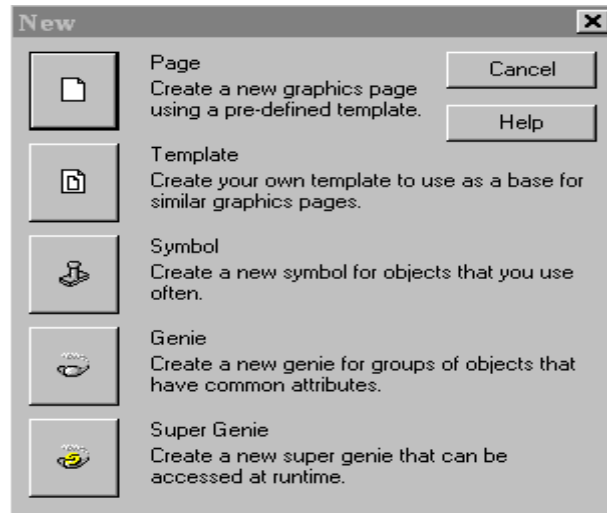 New
Page
Create a new graphics page
using a pre-defined template.
Cancel
Help
Template
Create your own template to use as a base for
similar graphics pages.
Symbol
Create a new symbol for objects that you use
often.
Genie
Create a new genie for groups of objects that
have common attributes.
Super Genie
Create a new super genie that can be
accessed at runtime.